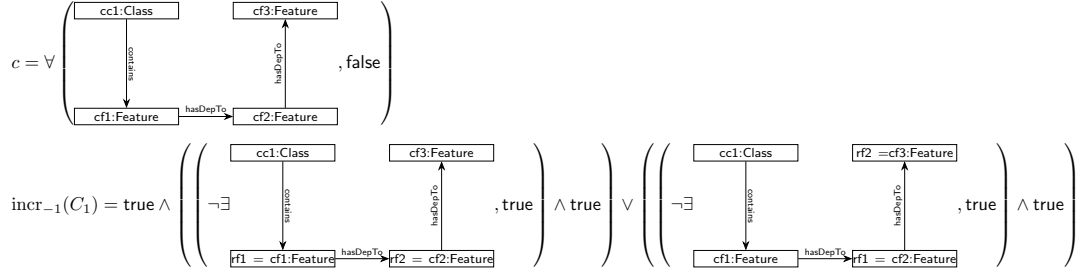 cc1:Class cf3:Feature
c = ∀ ( contains hasDepTo , false )
cf1:Feature hasDepTo cf2:Feature
cc1:Class cf3:Feature cc1:Class rf2 =cf3:Feature
incr₋₁(C₁) = true ∧ ( ( ¬∃ contains hasDepTo , true ) ∧ true ) ∨ ( ( ¬∃ contains hasDepTo , true ) ∧ true )
rf1 = cf1:Feature hasDepTo rf2 = cf2:Feature cf1:Feature hasDepTo rf1 = cf2:Feature